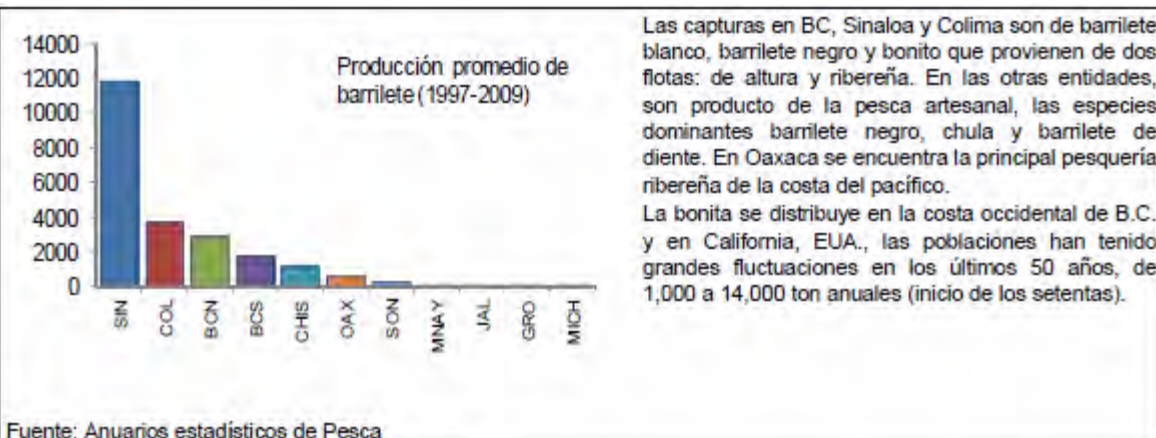 14000
12000
10000
8000
6000
4000
2000
0
Producción promedio de
barrilete (1997-2009)
SIN
COL
BCN
BCS
CHIS
OAX
SON
MNAY
JAL
GRO
MICH
Las capturas en BC, Sinaloa y Colima son de barrilete
blanco, barrilete negro y bonito que provienen de dos
flotas: de altura y ribereña. En las otras entidades,
son producto de la pesca artesanal, las especies
dominantes barrilete negro, chula y barrilete de
diente. En Oaxaca se encuentra la principal pesquería
ribereña de la costa del pacífico.
La bonita se distribuye en la costa occidental de B.C.
y en California, EUA., las poblaciones han tenido
grandes fluctuaciones en los últimos 50 años, de
1,000 a 14,000 ton anuales (inicio de los setentas).
Fuente: Anuarios estadísticos de Pesca